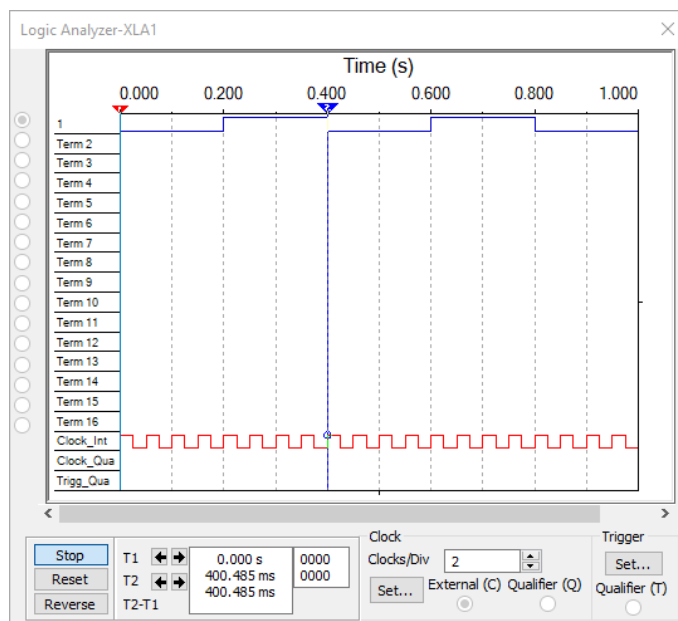 Logic Analyzer-XLA1
Time (s)
0.000 0.200 0.400 0.600 0.800 1.000
1
Term 2
Term 3
Term 4
Term 5
Term 6
Term 7
Term 8
Term 9
Term 10
Term 11
Term 12
Term 13
Term 14
Term 15
Term 16
Clock_Int
Clock_Qua
Trigg_Qua
Stop
Reset
Reverse
T1
T2
T2-T1
0.000 s
400.485 ms
400.485 ms
0000
0000
Clock
Clocks/Div 2
Set...
External (C) Qualifier (Q)
Trigger
Set...
Qualifier (T)